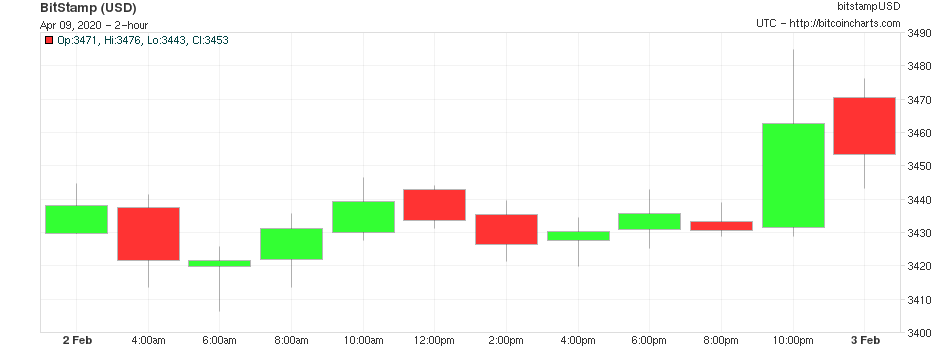 BitStamp (USD)
bitstampUSD
Apr 09, 2020 - 2-hour
UTC - http://bitcoincharts.com
Op:3471, Hi:3476, Lo:3443, Cl:3453
3490
3480
3470
3460
3450
3440
3430
3420
3410
3400
2 Feb 4:00am 6:00am 8:00am 10:00am 12:00pm 2:00pm 4:00pm 6:00pm 8:00pm 10:00pm 3 Feb